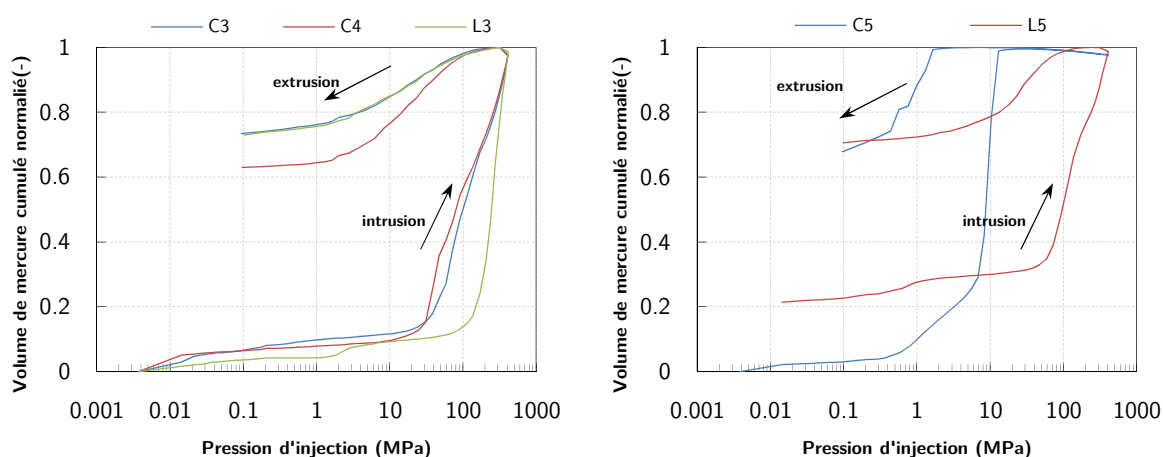 C3 C4 L3
1
0.8
0.6
0.4
0.2
0
0.001 0.01 0.1 1 10 100 1000
Volume de mercure cumulé normalié(-)
Pression d'injection (MPa)
extrusion
intrusion
C5 L5
1
0.8
0.6
0.4
0.2
0
0.001 0.01 0.1 1 10 100 1000
Volume de mercure cumulé normalié(-)
Pression d'injection (MPa)
extrusion
intrusion